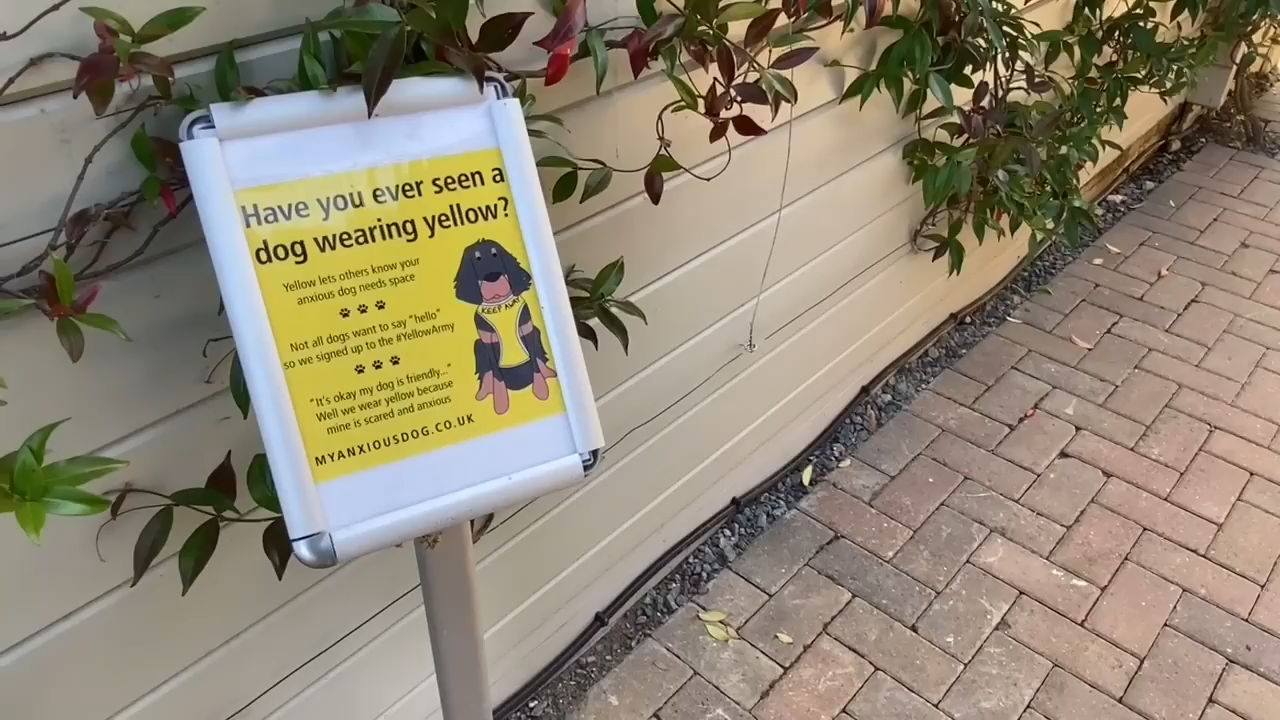 Have you ever seen a
dog wearing yellow?
Yellow lets others know your
anxious dog needs space
Not all dogs want to say "hello"
so we signed up to the #YellowArmy
"It's okay my dog is friendly..."
Well we wear yellow because
mine is scared and anxious
MYANXIOUSDOG.CO.UK
KEEP AWAY